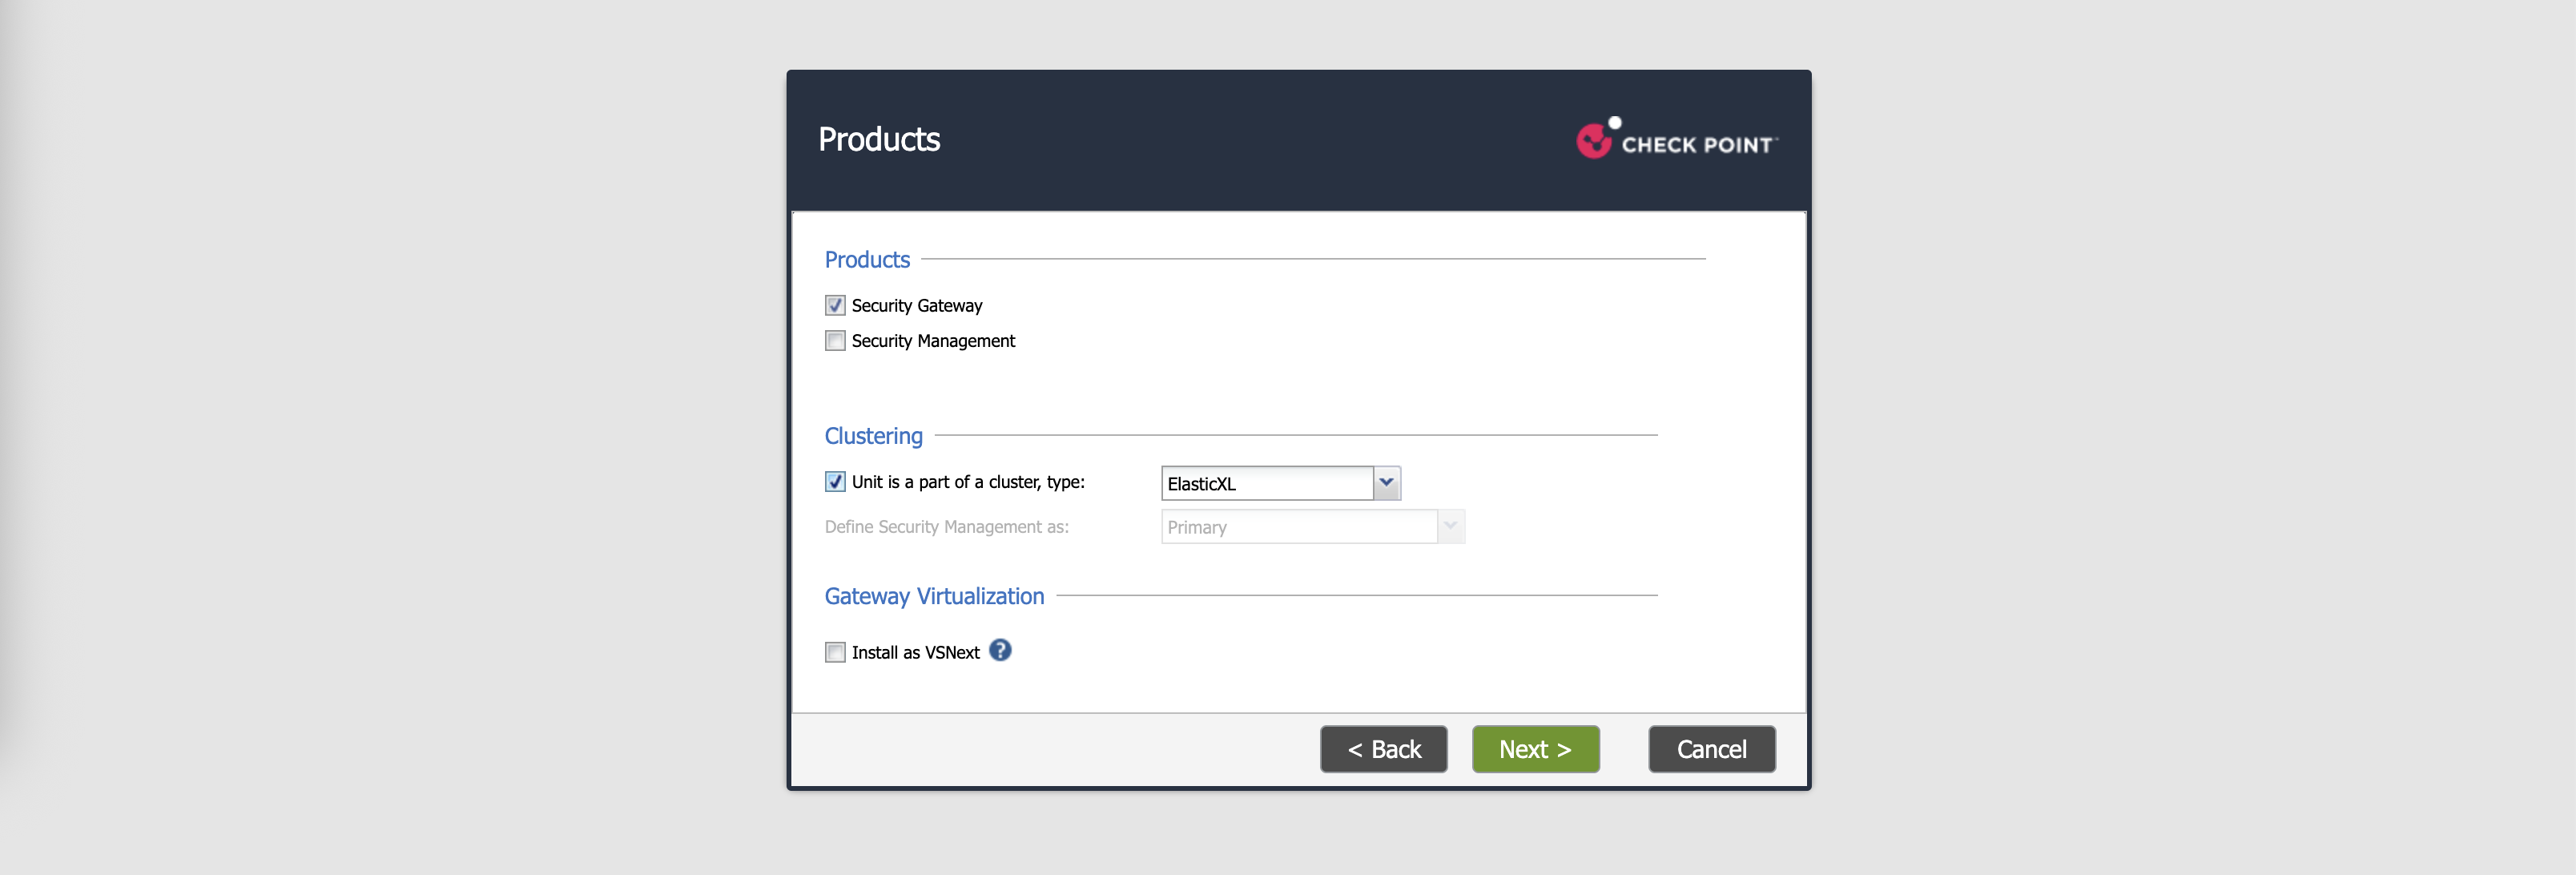 Products
CHECK POINT
Products
Security Gateway
Security Management
Clustering
Unit is a part of a cluster, type: ElasticXL
Define Security Management as: Primary
Gateway Virtualization
Install as VSNext ?
< Back Next > Cancel